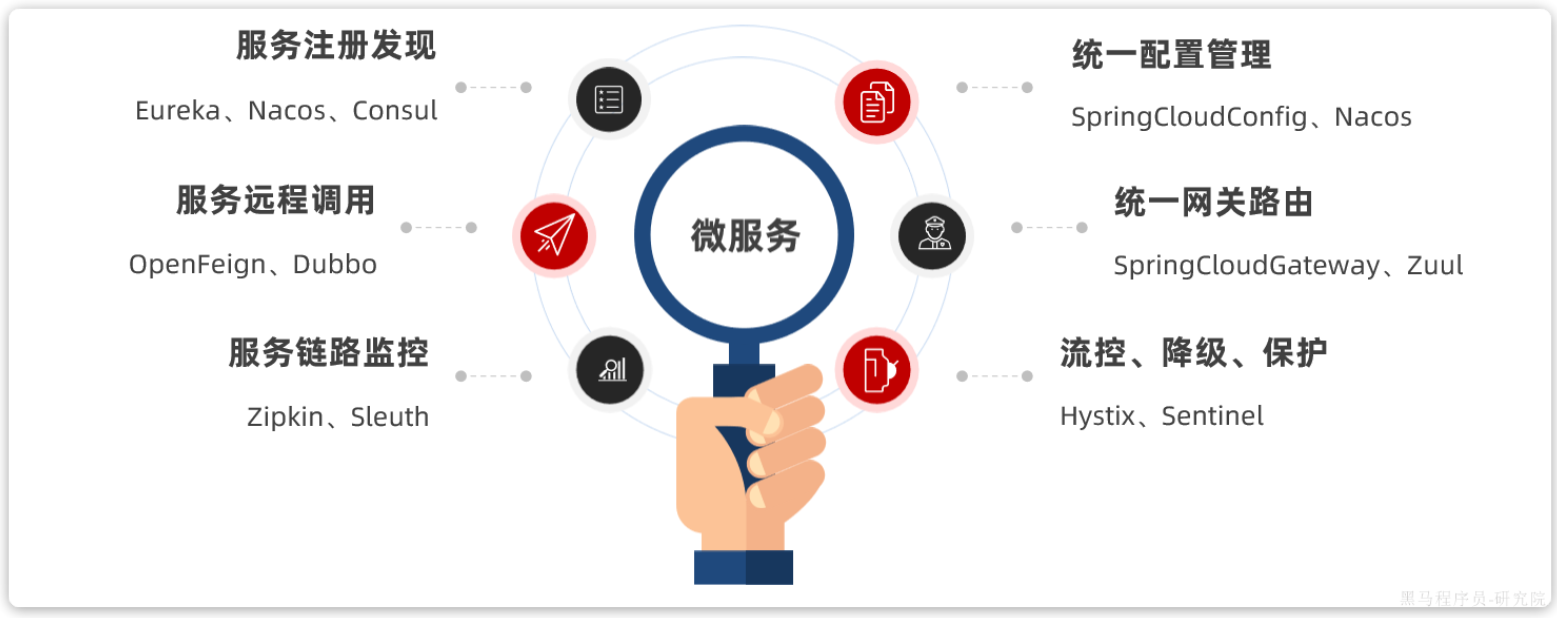 服务注册发现
Eureka、Nacos、Consul
服务远程调用
OpenFeign、Dubbo
服务链路监控
Zipkin、Sleuth
微服务
统一配置管理
SpringCloudConfig、Nacos
统一网关路由
SpringCloudGateway、Zuul
流控、降级、保护
Hystix、Sentinel
黑马程序员-研究院